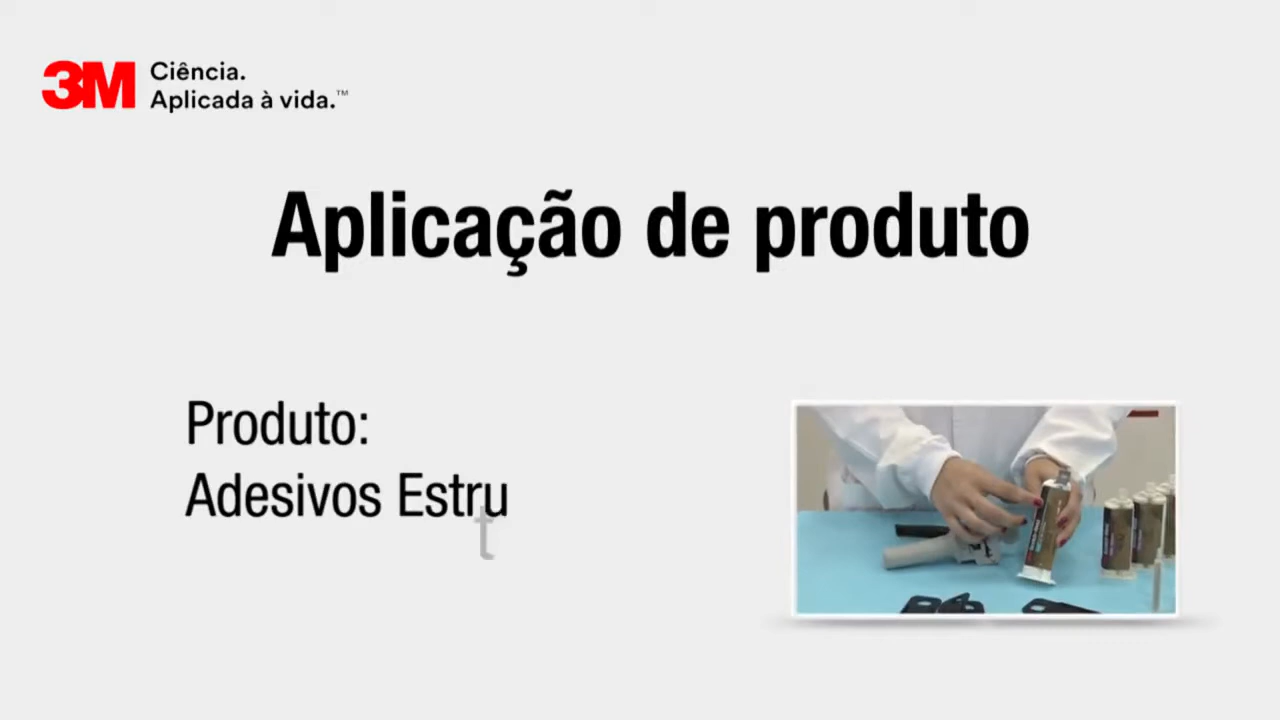 3M Ciência.
Aplicada à vida.™
Aplicação de produto
Produto:
Adesivos Estru
t